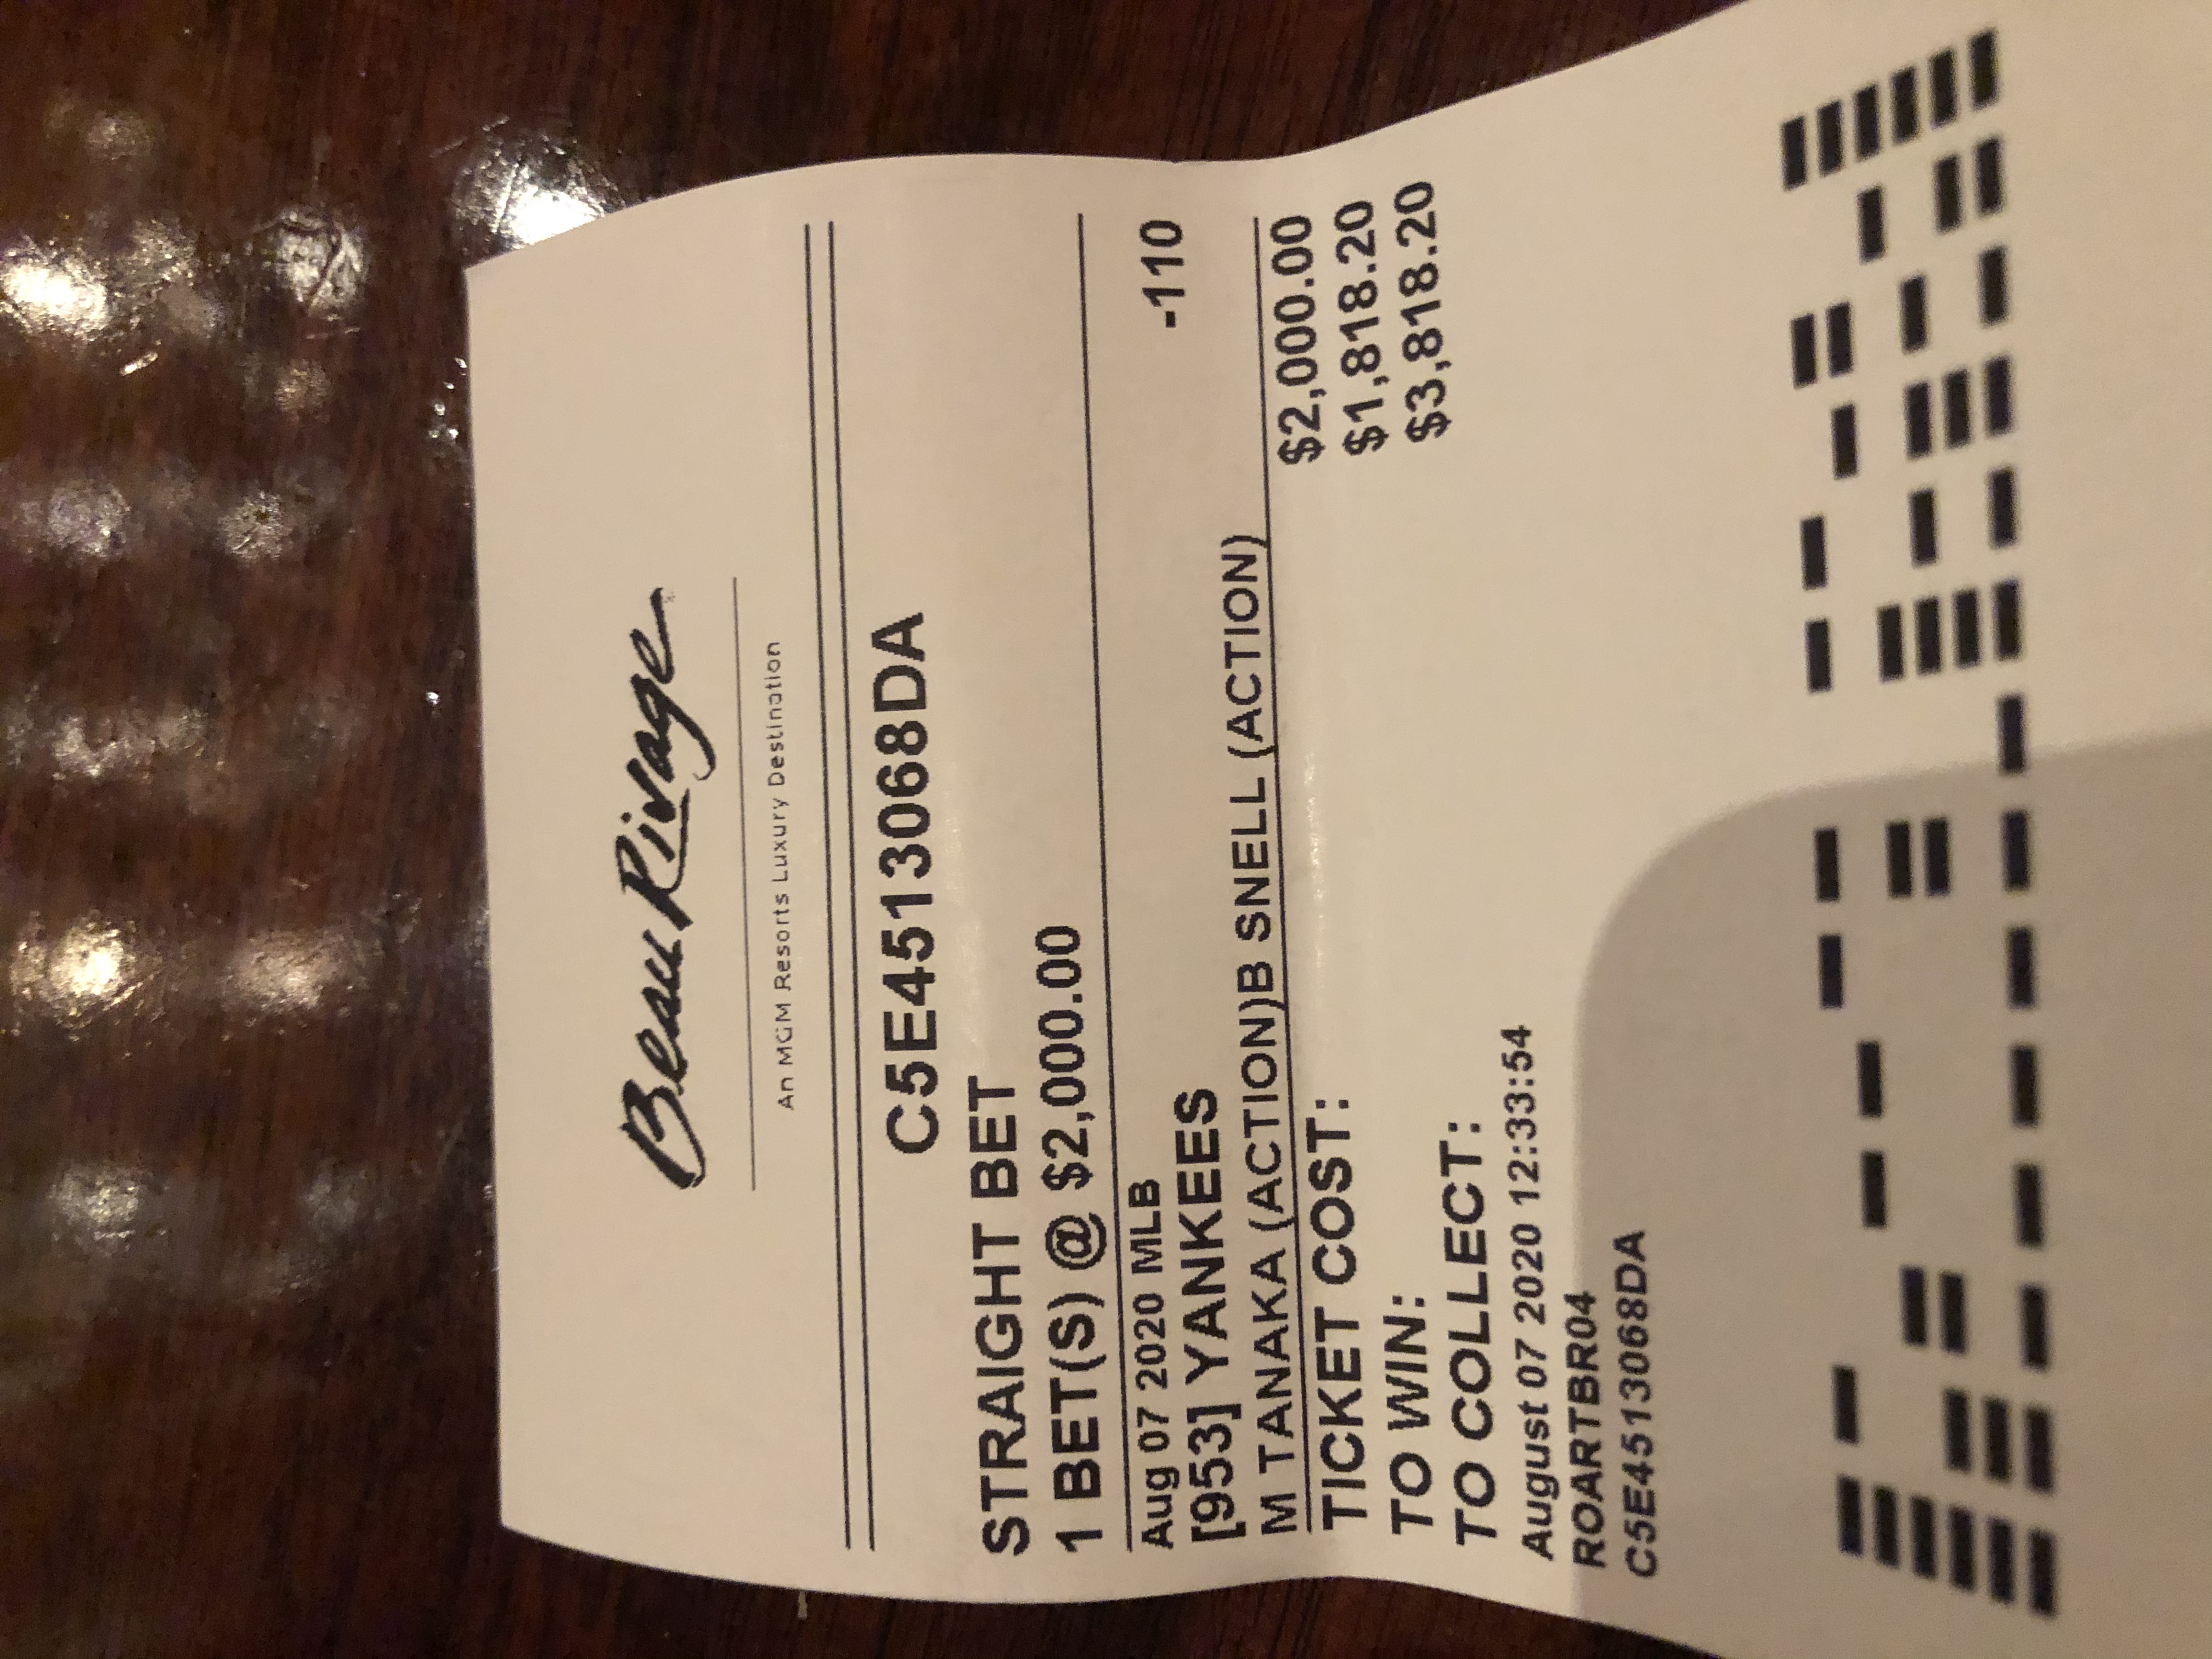 Beau Rivage
An MGM Resorts Luxury Destination
C5E4513068DA
STRAIGHT BET
1 BET(S) @ $2,000.00
Aug 07 2020 MLB
[953] YANKEES -110
M TANAKA (ACTION)B SNELL (ACTION)
TICKET COST: $2,000.00
TO WIN: $1,818.20
TO COLLECT: $3,818.20
August 07 2020 12:33:54
ROARTBR04
C5E4513068DA